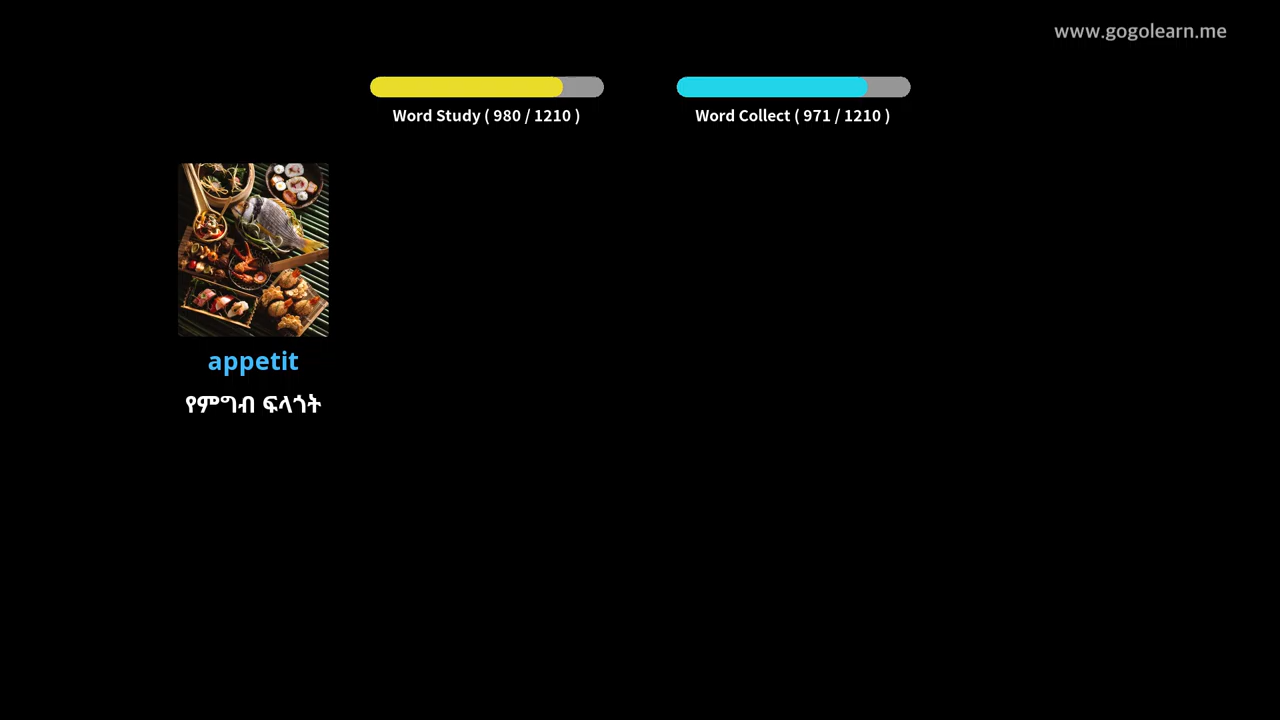 www.gogolearn.me
Word Study ( 980 / 1210 )
Word Collect ( 971 / 1210 )
appetit
የምግብ ፍላጎት